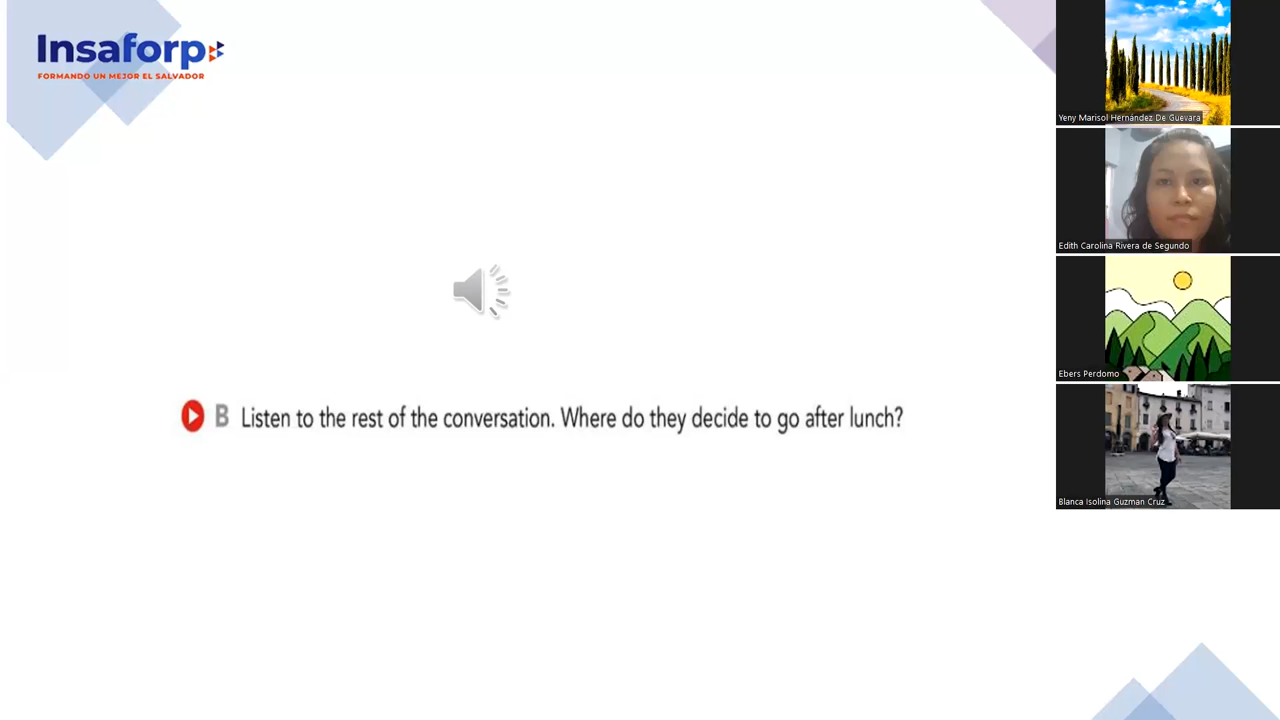 Insaforp
FORMANDO UN MEJOR EL SALVADOR
B Listen to the rest of the conversation. Where do they decide to go after lunch?
Yeny Marisol Hernández De Guevara
Edith Carolina Rivera de Segundo
Ebers Perdomo
Blanca Isolina Guzman Cruz